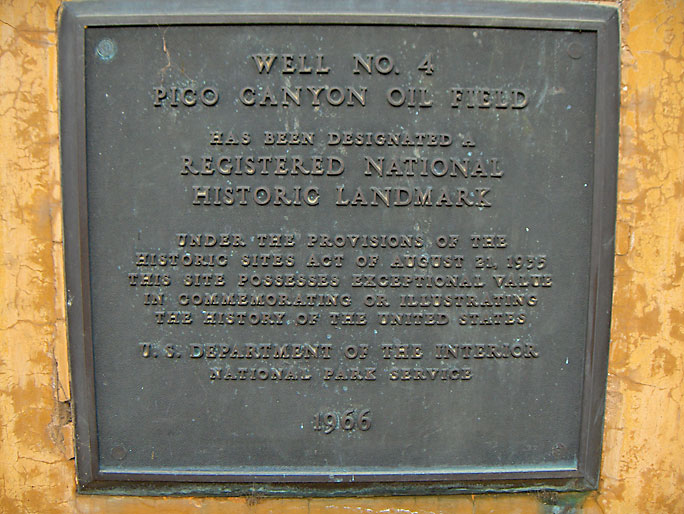 WELL NO. 4
PICO CANYON OIL FIELD
HAS BEEN DESIGNATED A
REGISTERED NATIONAL
HISTORIC LANDMARK
UNDER THE PROVISIONS OF THE
HISTORIC SITES ACT OF AUGUST 21, 1935
THIS SITE POSSESSES EXCEPTIONAL VALUE
IN COMMEMORATING OR ILLUSTRATING
THE HISTORY OF THE UNITED STATES
U. S. DEPARTMENT OF THE INTERIOR
NATIONAL PARK SERVICE
1966